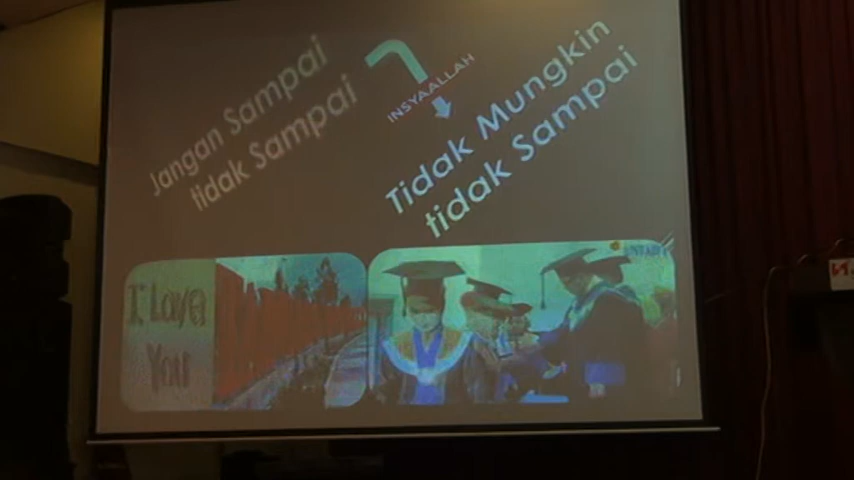 Jangan Sampai
tidak Sampai
INSYAALLAH
Tidak Mungkin
tidak Sampai
I Love
You